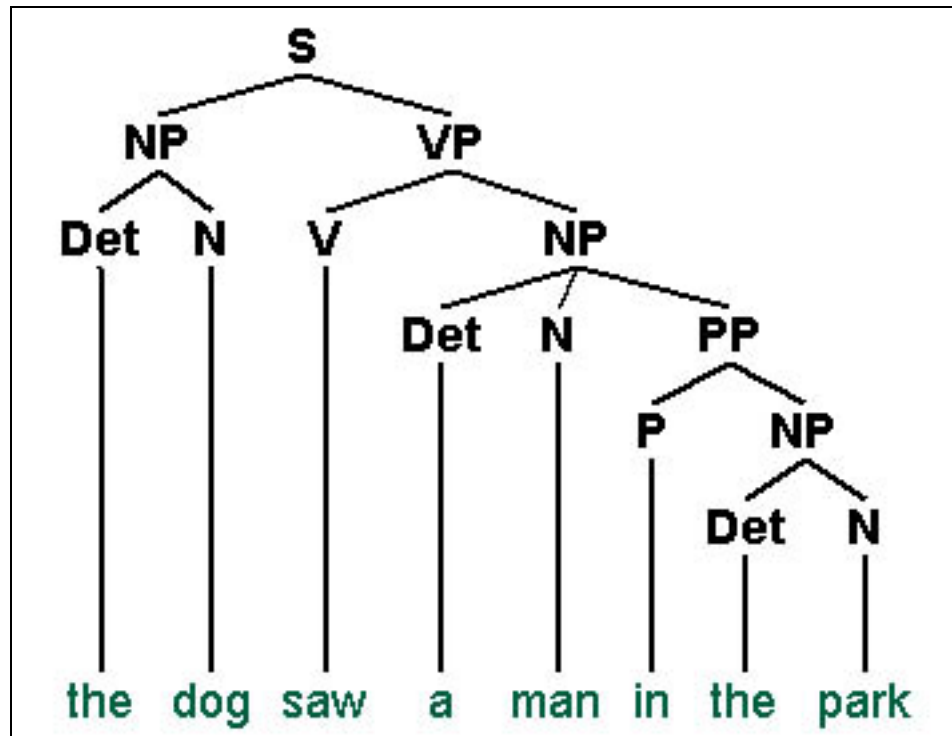 S
NP VP
Det N V NP
Det N PP
P NP
Det N
the dog saw a man in the park